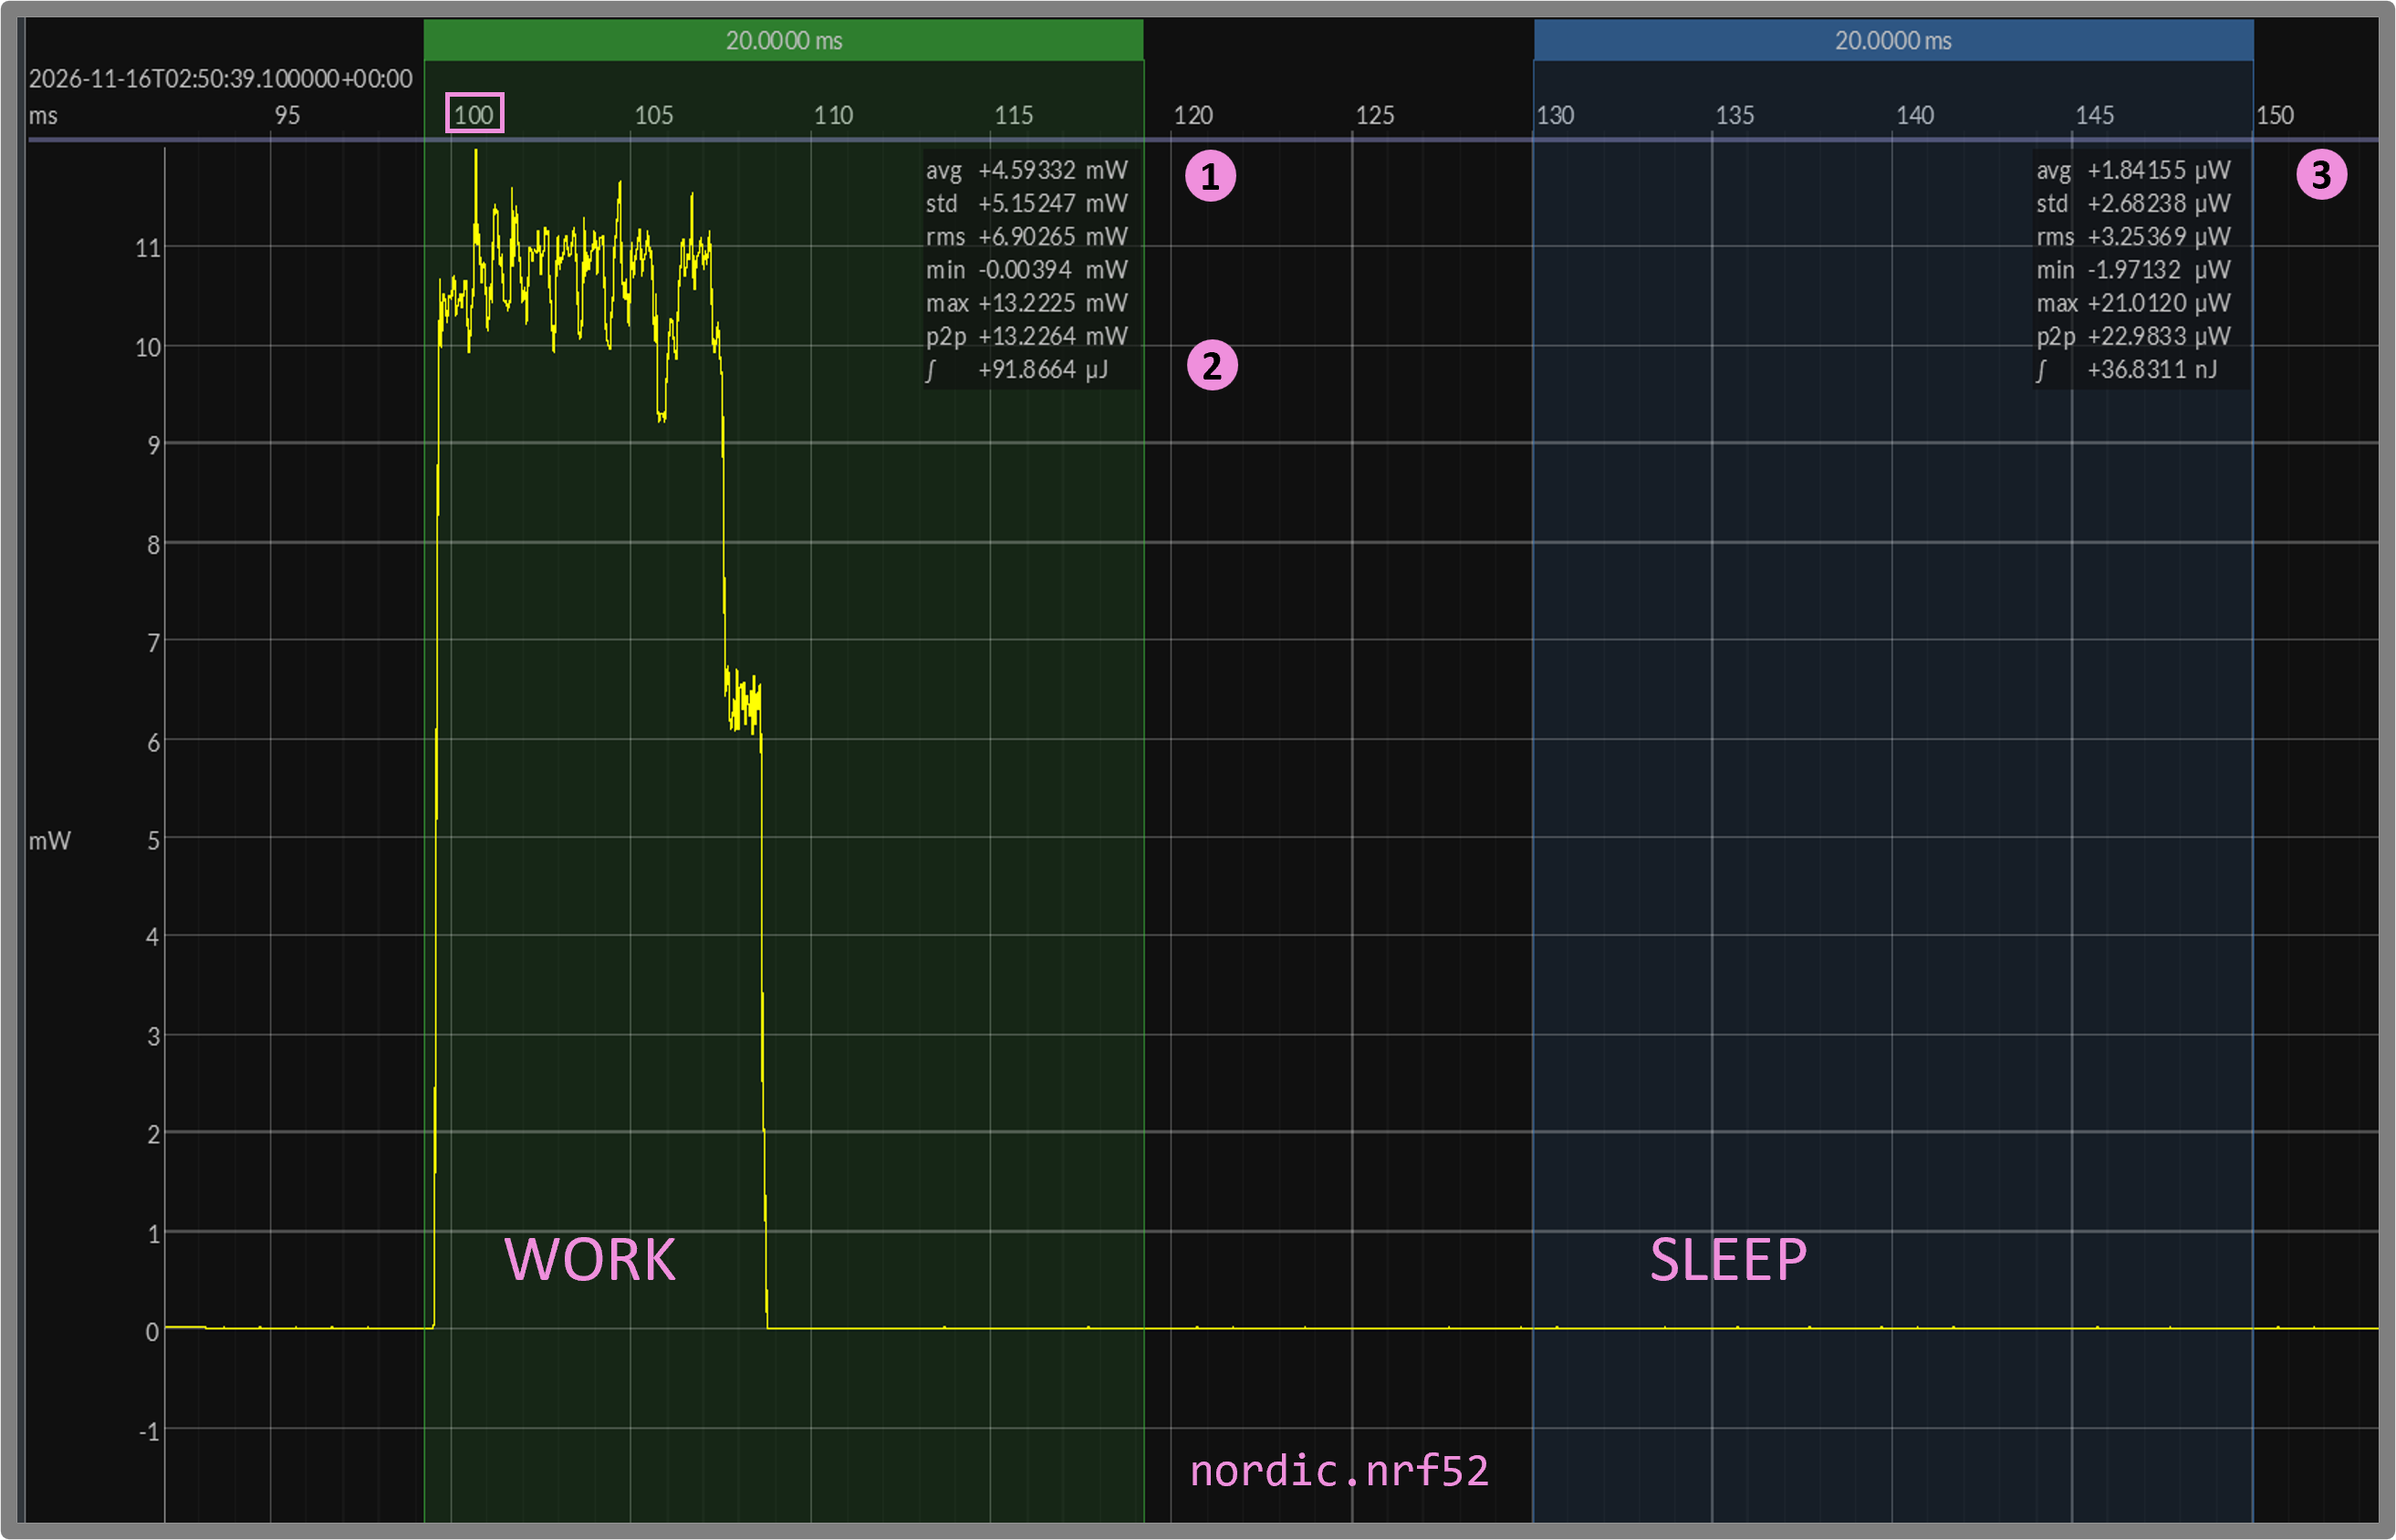 20.0000 ms
20.0000 ms
2026-11-16T02:50:39.100000+00:00
ms 95 100 105 110 115 120 125 130 135 140 145 150
avg +4.59332 mW
std +5.15247 mW
rms +6.90265 mW
min -0.00394 mW
max +13.2225 mW
p2p +13.2264 mW
∫ +91.8664 µJ
1
2
avg +1.84155 µW
std +2.68238 µW
rms +3.25369 µW
min -1.97132 µW
max +21.0120 µW
p2p +22.9833 µW
∫ +36.8311 nJ
3
11
10
9
8
7
6
mW 5
4
3
2
1
0
-1
WORK
SLEEP
nordic.nrf52